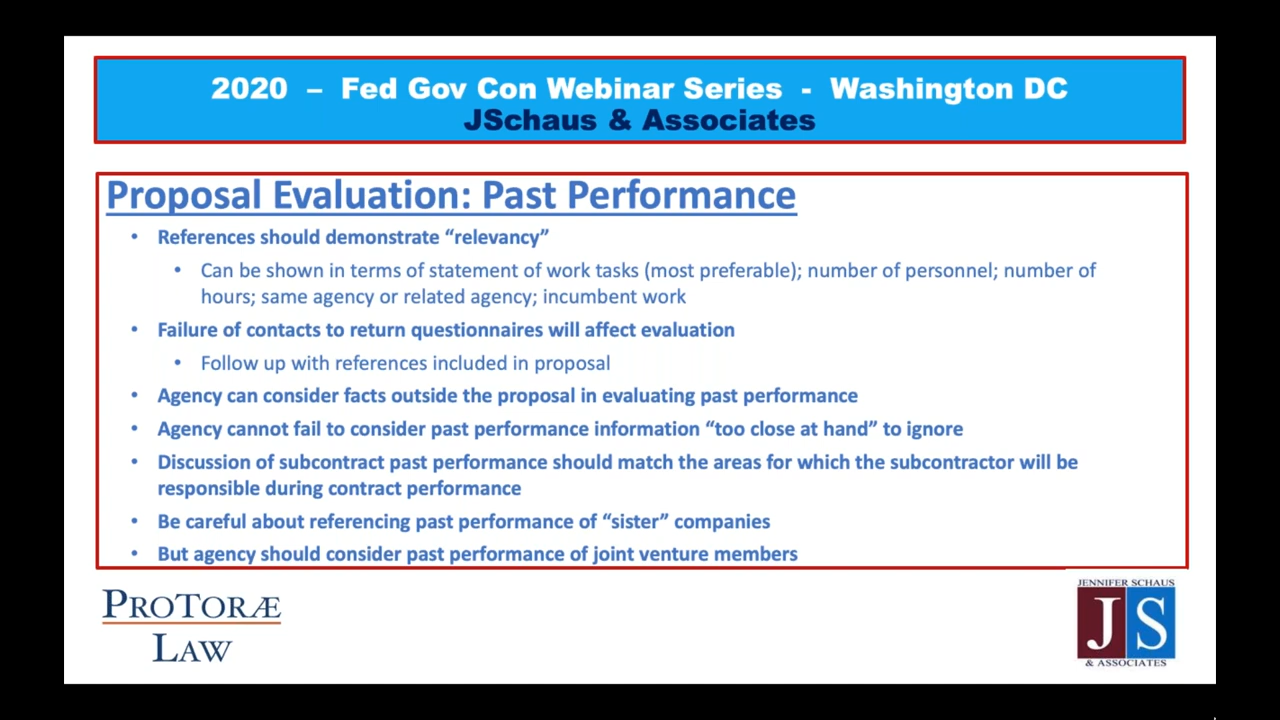 2020 – Fed Gov Con Webinar Series - Washington DC
JSchaus & Associates
Proposal Evaluation: Past Performance
• References should demonstrate “relevancy”
• Can be shown in terms of statement of work tasks (most preferable); number of personnel; number of
hours; same agency or related agency; incumbent work
• Failure of contacts to return questionnaires will affect evaluation
• Follow up with references included in proposal
• Agency can consider facts outside the proposal in evaluating past performance
• Agency cannot fail to consider past performance information “too close at hand” to ignore
• Discussion of subcontract past performance should match the areas for which the subcontractor will be
responsible during contract performance
• Be careful about referencing past performance of “sister” companies
• But agency should consider past performance of joint venture members
PROTORÆ
LAW
JENNIFER SCHAUS
JS
& ASSOCIATES